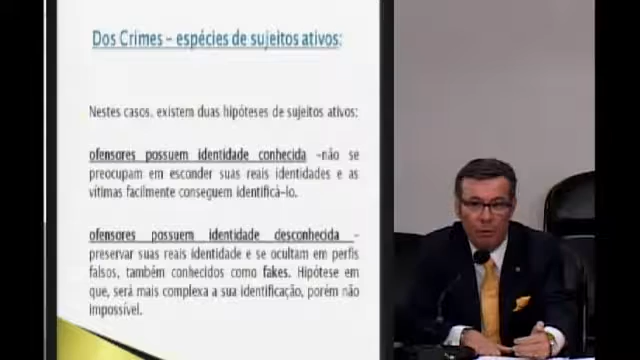 Dos Crimes – espécies de sujeitos ativos:
Nestes casos, existem duas hipóteses de sujeitos ativos:
ofensores possuem identidade conhecida –não se
preocupam em esconder suas reais identidades e as
vítimas facilmente conseguem identificá-lo.
ofensores possuem identidade desconhecida –
preservar suas reais identidade e se ocultam em perfis
falsos, também conhecidos como fakes. Hipótese em
que, será mais complexa a sua identificação, porém não
impossível.